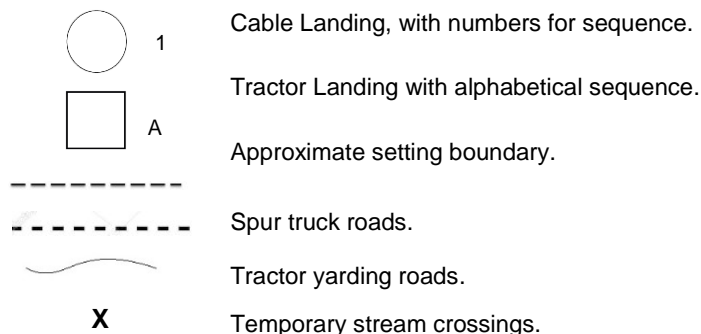 Cable Landing, with numbers for sequence.
1
Tractor Landing with alphabetical sequence.
A
Approximate setting boundary.
Spur truck roads.
Tractor yarding roads.
X
Temporary stream crossings.